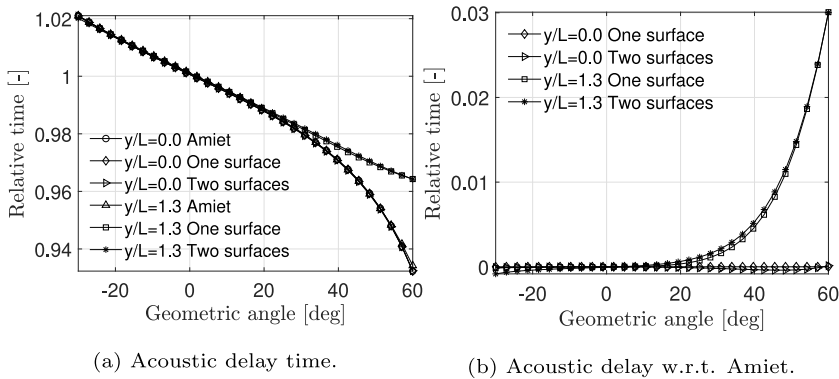 Relative time [-]
1.02
1
0.98
0.96
0.94
y/L=0.0 Amiet
y/L=0.0 One surface
y/L=0.0 Two surfaces
y/L=1.3 Amiet
y/L=1.3 One surface
y/L=1.3 Two surfaces
-20 0 20 40 60
Geometric angle [deg]
(a) Acoustic delay time.
Relative time [-]
0.03
0.02
0.01
0
y/L=0.0 One surface
y/L=0.0 Two surfaces
y/L=1.3 One surface
y/L=1.3 Two surfaces
-20 0 20 40 60
Geometric angle [deg]
(b) Acoustic delay w.r.t. Amiet.